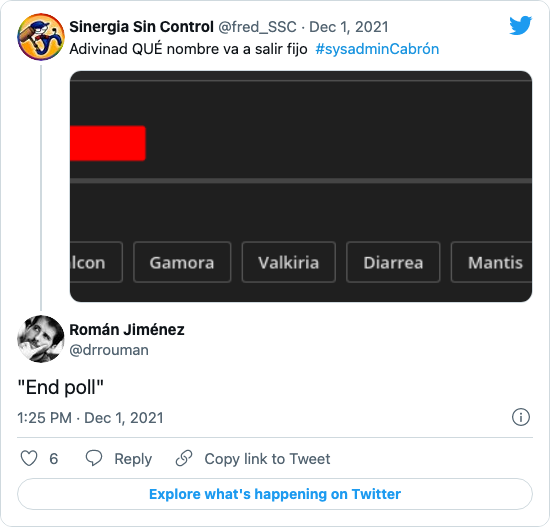 Sinergia Sin Control @fred_SSC · Dec 1, 2021
Adivinad QUÉ nombre va a salir fijo #sysadminCabrón
lcon Gamora Valkiria Diarrea Mantis
Román Jiménez
@drrouman
"End poll"
1:25 PM · Dec 1, 2021
6 Reply Copy link to Tweet
Explore what's happening on Twitter